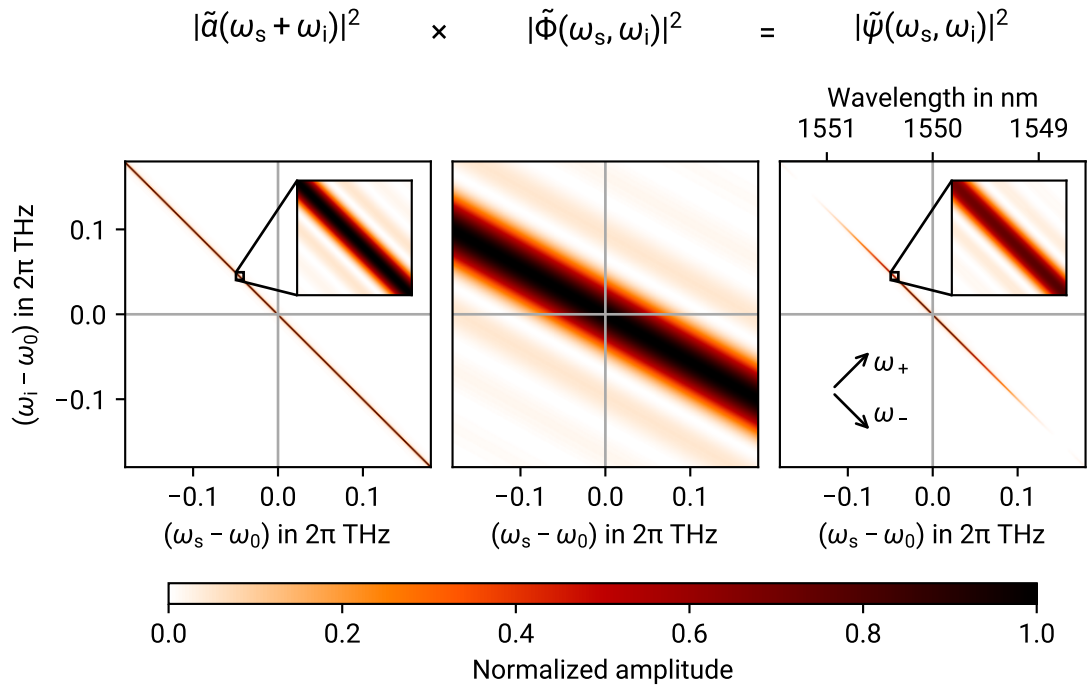 |α̃(ωs + ωi)|² × |Φ̃(ωs, ωi)|² = |ψ̃(ωs, ωi)|²
Wavelength in nm
1551 1550 1549
(ωi − ω0) in 2π THz
0.1
0.0
−0.1
ω+
ω−
−0.1 0.0 0.1
−0.1 0.0 0.1
−0.1 0.0 0.1
(ωs − ω0) in 2π THz
(ωs − ω0) in 2π THz
(ωs − ω0) in 2π THz
0.0 0.2 0.4 0.6 0.8 1.0
Normalized amplitude